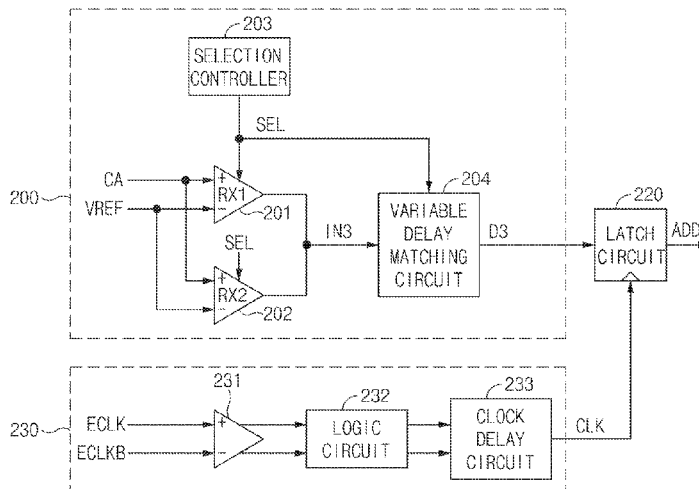 203
SELECTION
CONTROLLER
SEL
CA
+
RX1
-
VREF
201
200
SEL
+
RX2
-
202
IN3
204
VARIABLE
DELAY
MATCHING
CIRCUIT
D3
220
LATCH
CIRCUIT
ADD
231
230
ECLK
+
ECLKB
-
232
LOGIC
CIRCUIT
233
CLOCK
DELAY
CIRCUIT
CLK